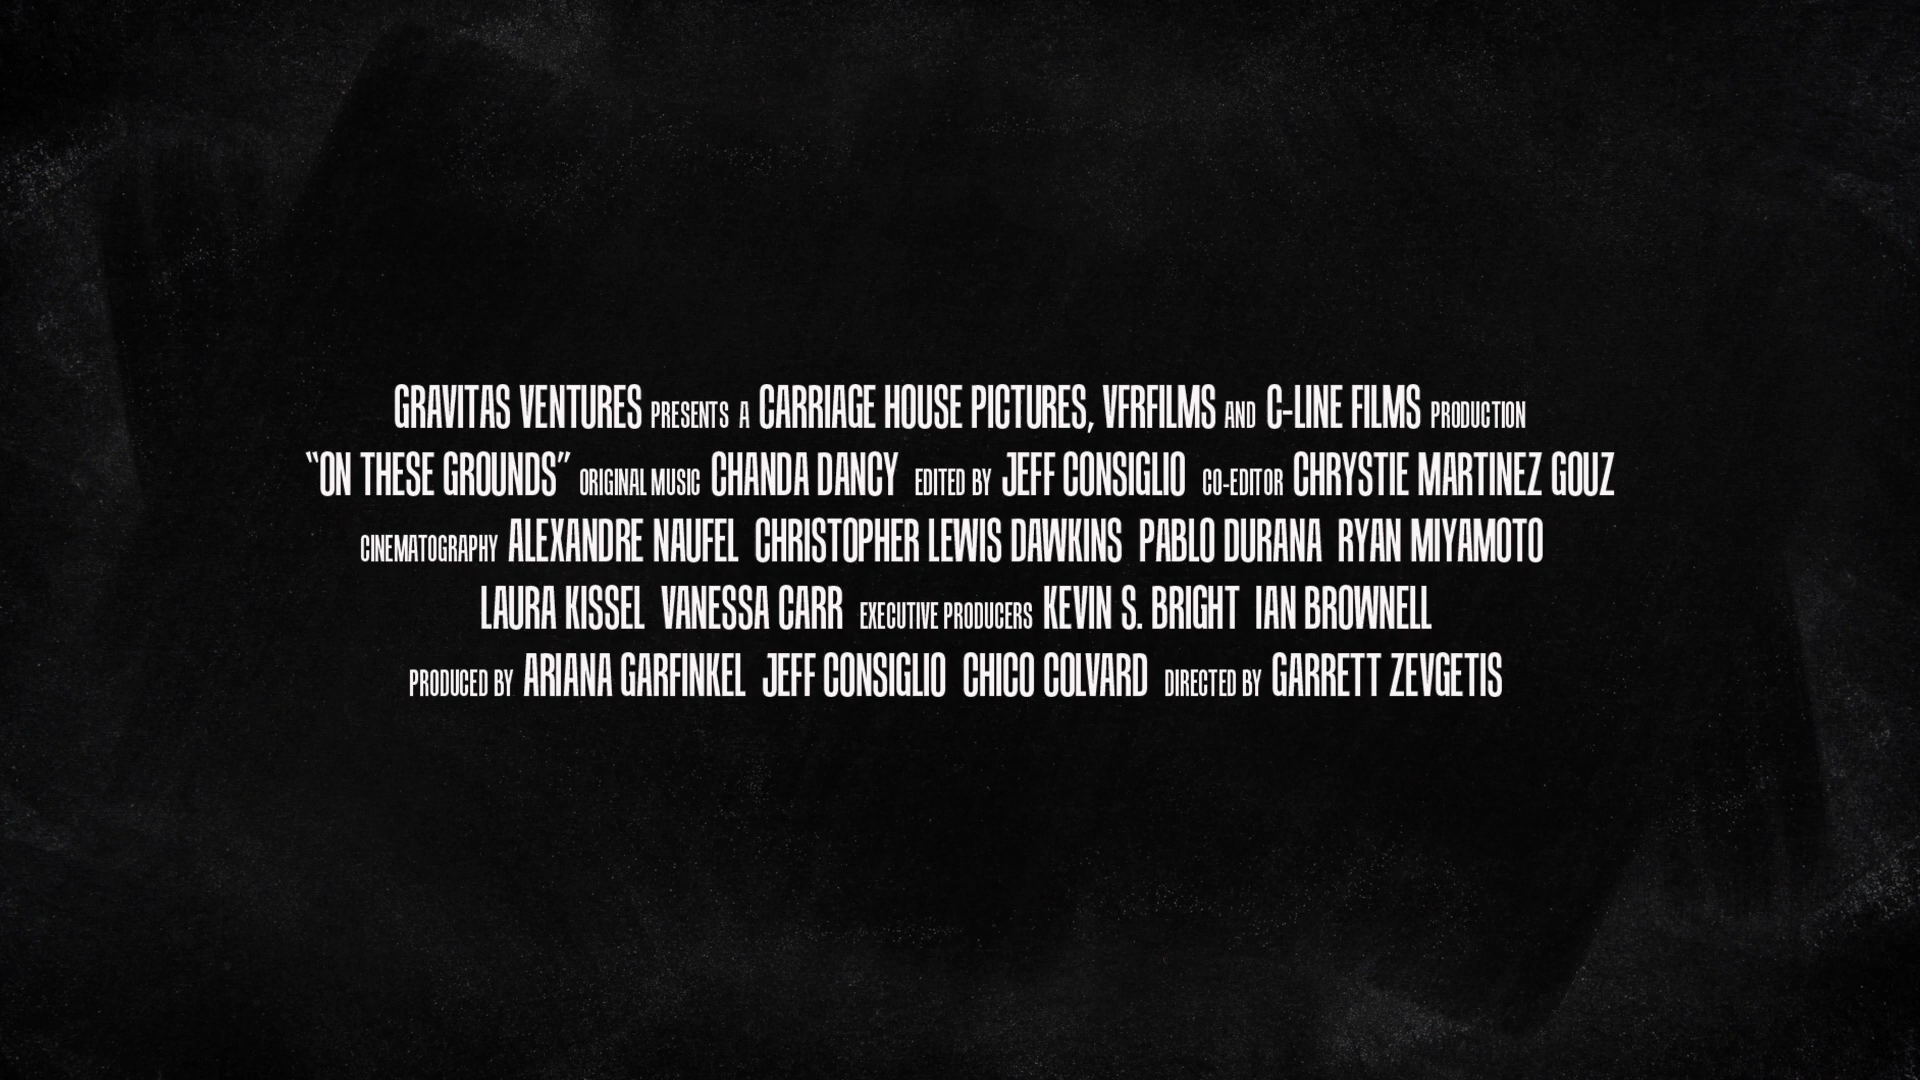 GRAVITAS VENTURES PRESENTS A CARRIAGE HOUSE PICTURES, VFRFILMS AND C-LINE FILMS PRODUCTION
“ON THESE GROUNDS” ORIGINAL MUSIC CHANDA DANCY EDITED BY JEFF CONSIGLIO CO-EDITOR CHRYSTIE MARTINEZ GOUZ
CINEMATOGRAPHY ALEXANDRE NAUFEL CHRISTOPHER LEWIS DAWKINS PABLO DURANA RYAN MIYAMOTO
LAURA KISSEL VANESSA CARR EXECUTIVE PRODUCERS KEVIN S. BRIGHT IAN BROWNELL
PRODUCED BY ARIANA GARFINKEL JEFF CONSIGLIO CHICO COLVARD DIRECTED BY GARRETT ZEVGETIS